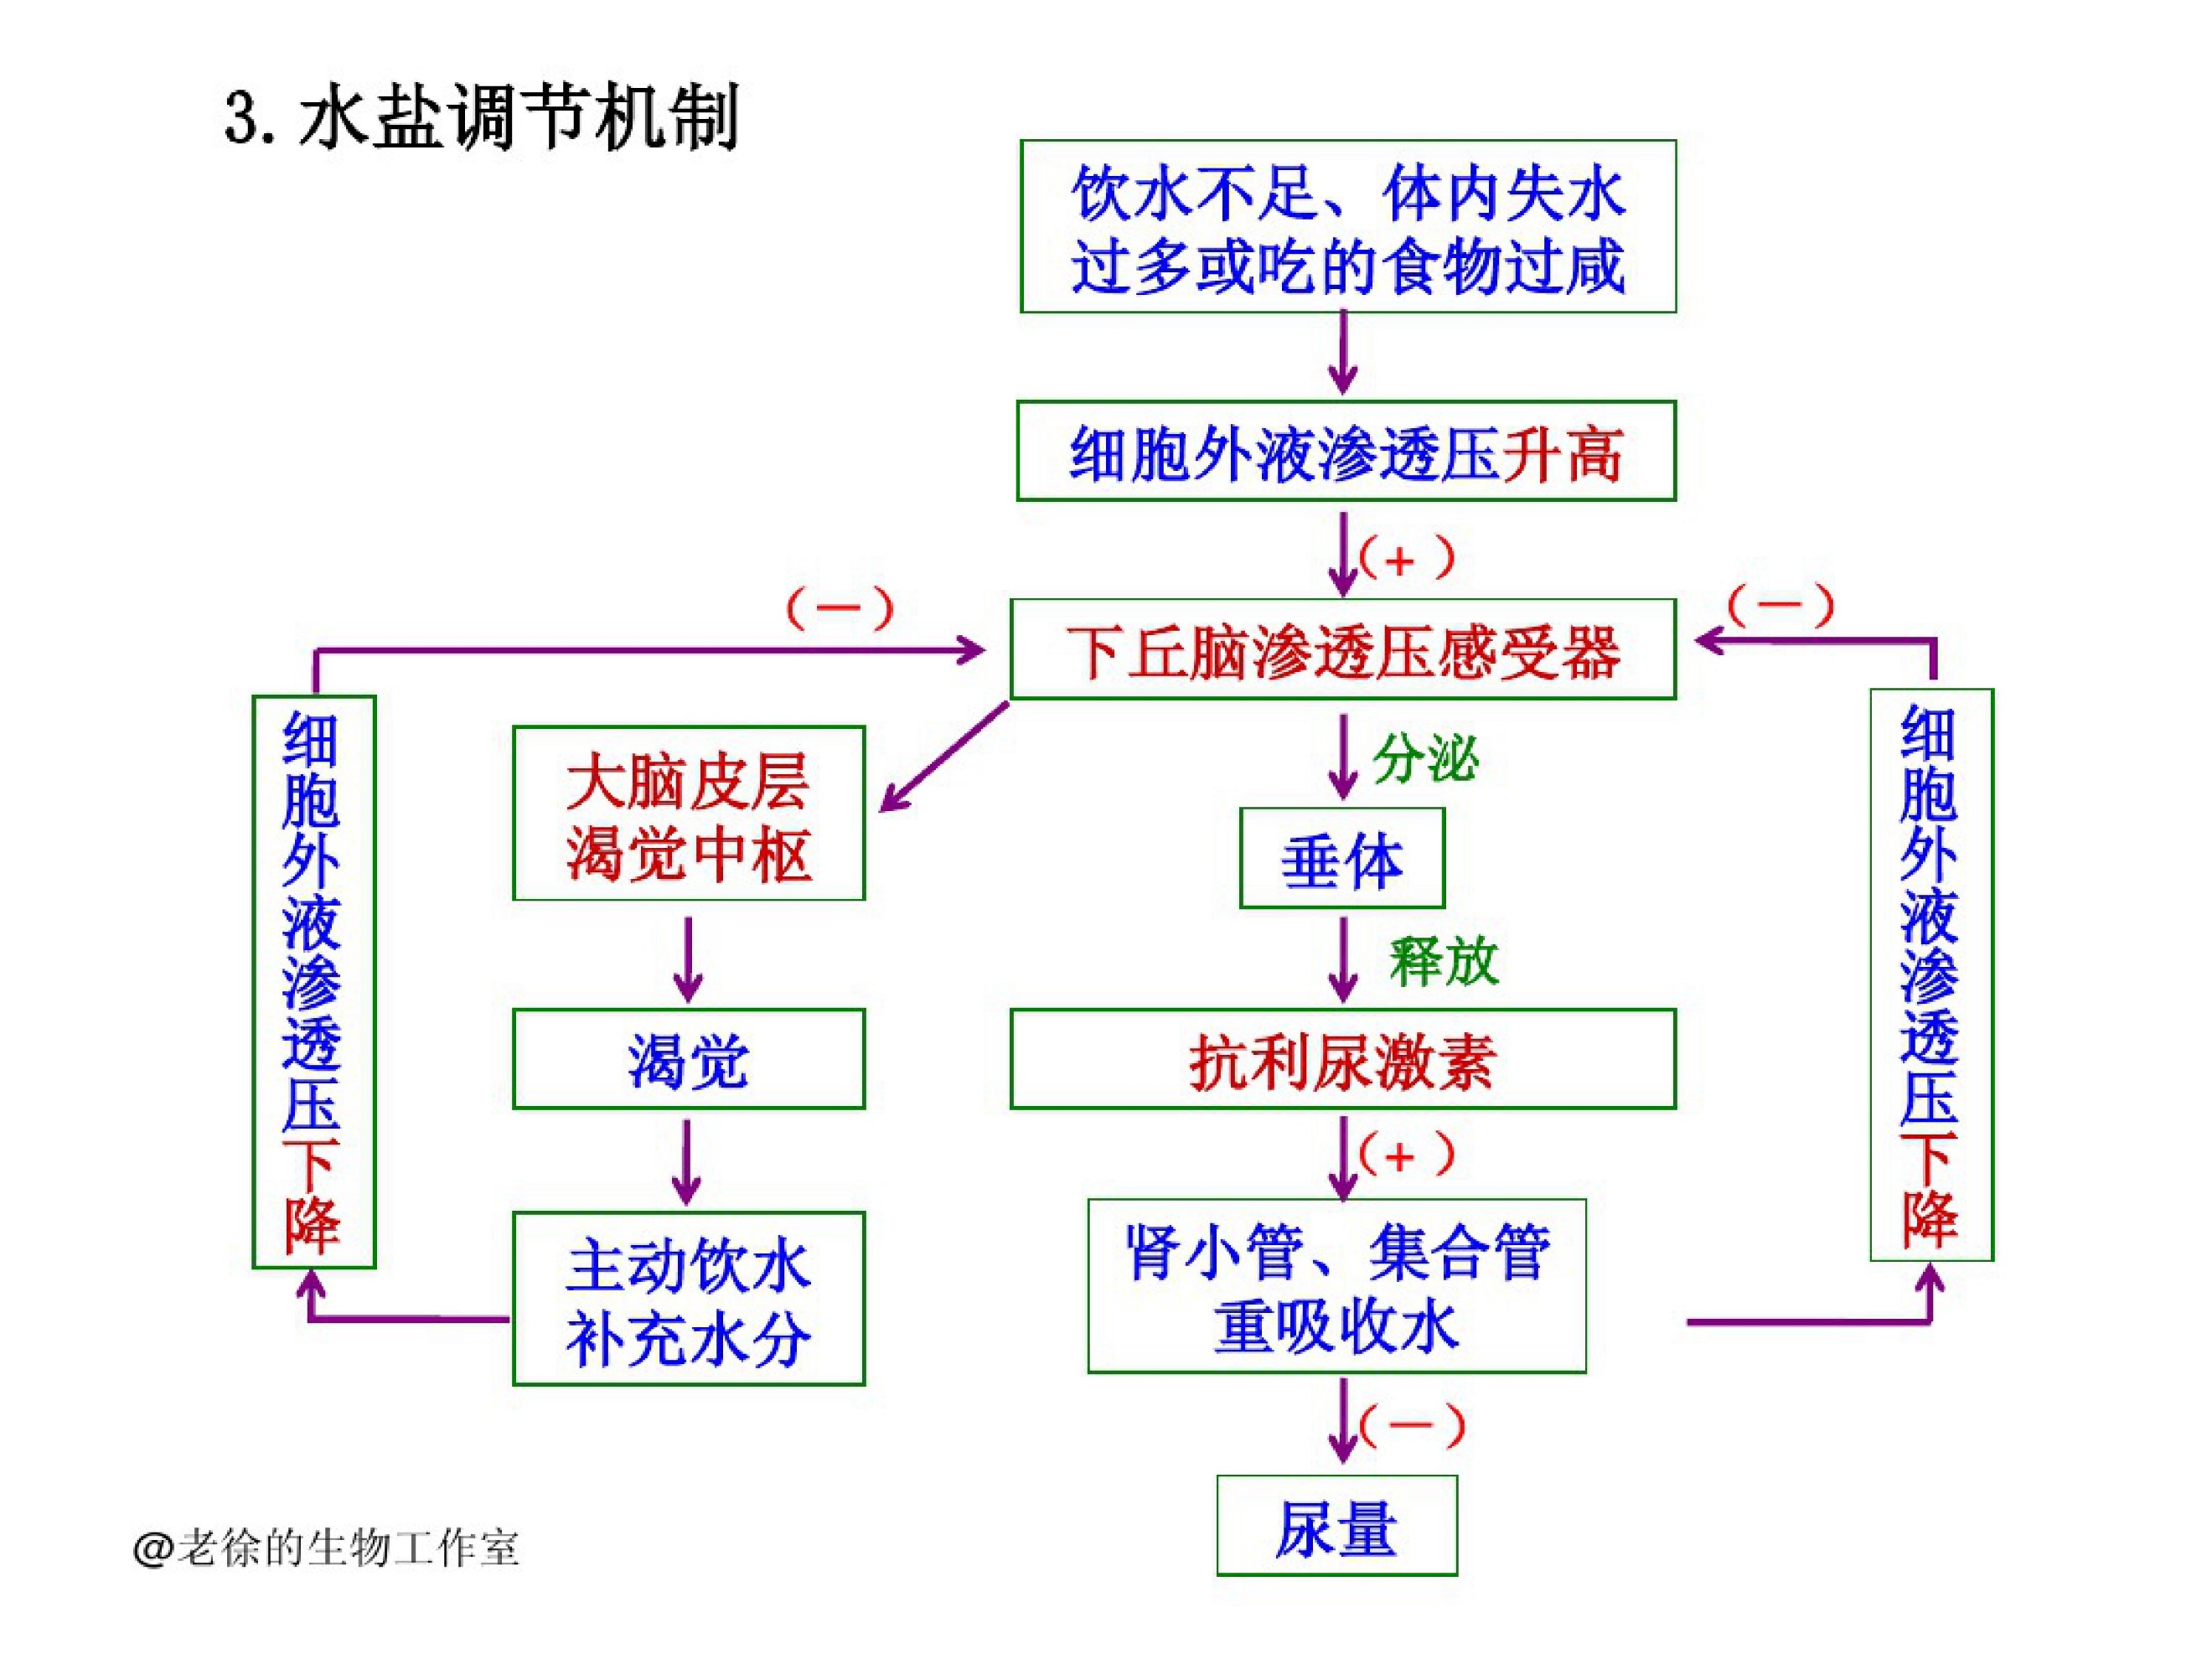 3.水盐调节机制
饮水不足、体内失水
过多或吃的食物过咸
细胞外液渗透压升高
（+）
（—）
（—）
下丘脑渗透压感受器
分泌
大脑皮层
渴觉中枢
垂体
释放
渴觉
抗利尿激素
（+）
主动饮水
补充水分
肾小管、集合管
重吸收水
（—）
尿量
细胞外液渗透压下降
细胞外液渗透压下降
@老徐的生物工作室